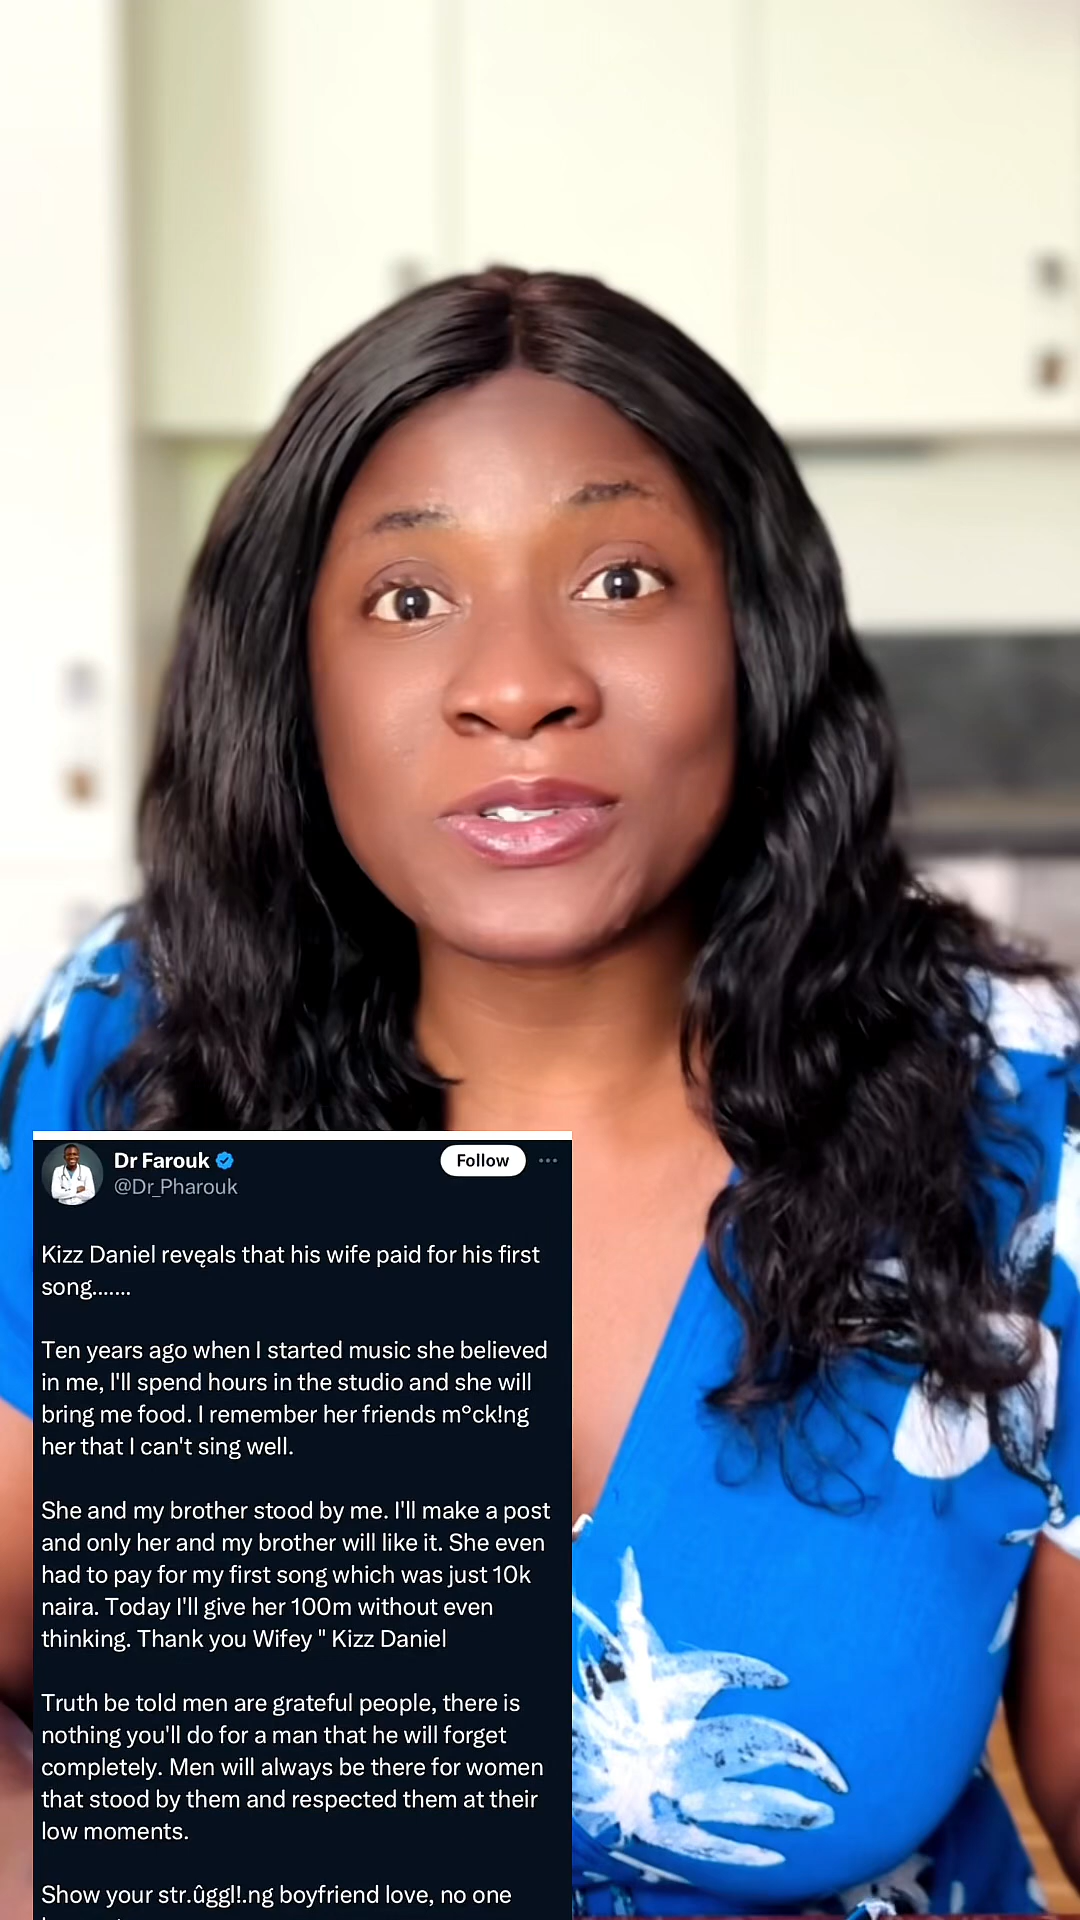 Dr Farouk
@Dr_Pharouk
Follow
Kizz Daniel revęals that his wife paid for his first
song.......
Ten years ago when I started music she believed
in me, I'll spend hours in the studio and she will
bring me food. I remember her friends m°ck!ng
her that I can't sing well.
She and my brother stood by me. I'll make a post
and only her and my brother will like it. She even
had to pay for my first song which was just 10k
naira. Today I'll give her 100m without even
thinking. Thank you Wifey " Kizz Daniel
Truth be told men are grateful people, there is
nothing you'll do for a man that he will forget
completely. Men will always be there for women
that stood by them and respected them at their
low moments.
Show your str.ûggl!.ng boyfriend love, no one